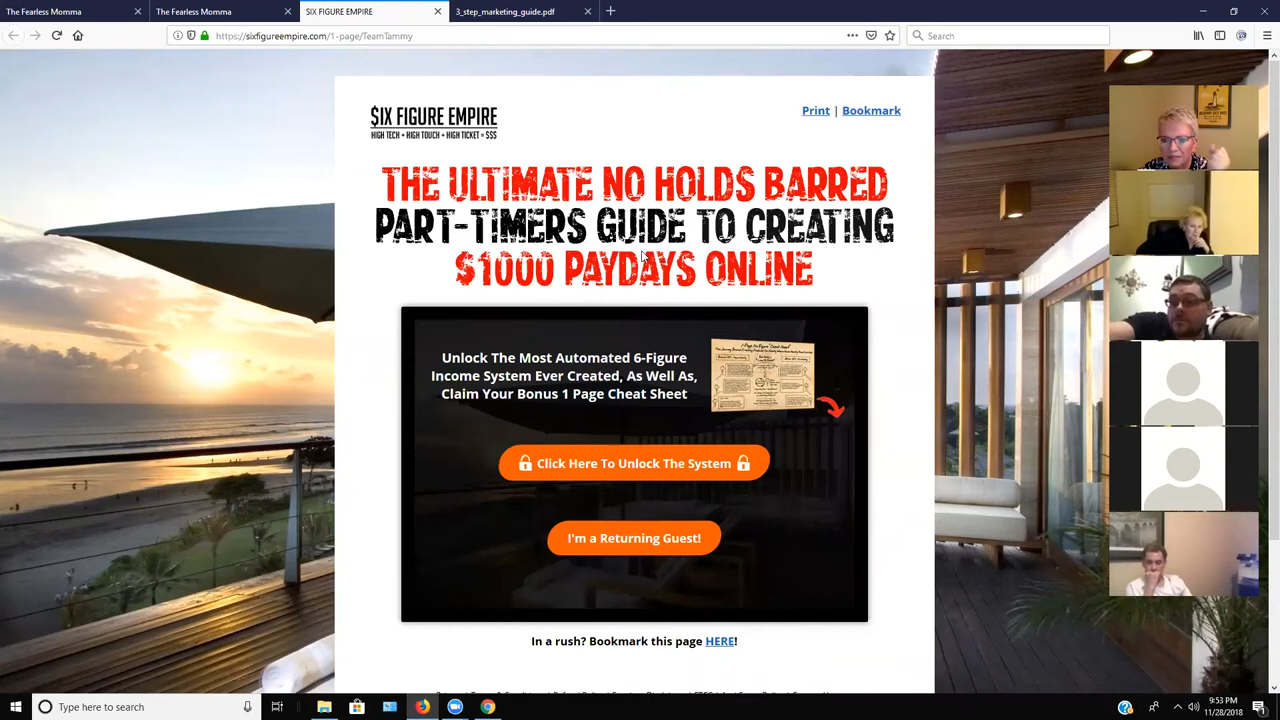 The Fearless Momma
The Fearless Momma
SIX FIGURE EMPIRE
3_step_marketing_guide.pdf
https://sixfigureempire.com/1-page/TeamTammy
Search
$IX FIGURE EMPIRE
HIGH TECH + HIGH TOUCH + HIGH TICKET = $$$
Print | Bookmark
THE ULTIMATE NO HOLDS BARRED
PART-TIMERS GUIDE TO CREATING
$1000 PAYDAYS ONLINE
Unlock The Most Automated 6-Figure
Income System Ever Created, As Well As,
Claim Your Bonus 1 Page Cheat Sheet
Click Here To Unlock The System
I'm a Returning Guest!
In a rush? Bookmark this page HERE!
Type here to search
9:53 PM
11/28/2018